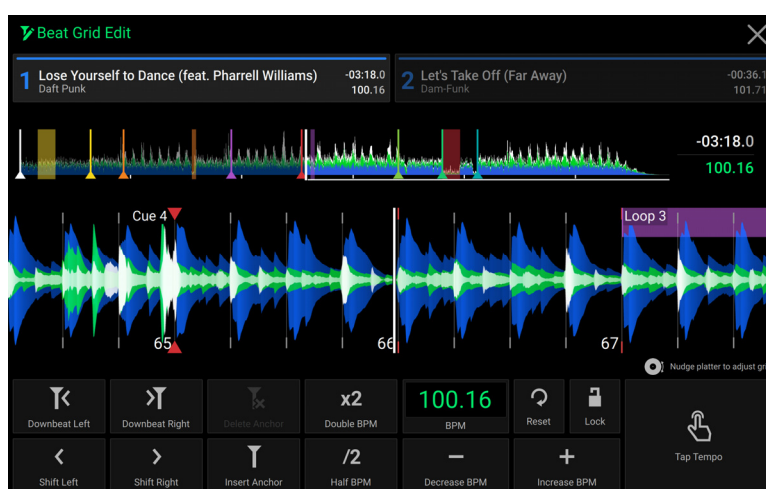 Beat Grid Edit
1 Lose Yourself to Dance (feat. Pharrell Williams) -03:18.0
Daft Punk 100.16
2 Let's Take Off (Far Away) -00:36.1
Dam-Funk 101.71
-03:18.0
100.16
Cue 4
Loop 3
65
66
67
Nudge platter to adjust gri
Downbeat Left
Downbeat Right
Delete Anchor
x2
Double BPM
100.16
BPM
Reset
Lock
Tap Tempo
Shift Left
Shift Right
Insert Anchor
/2
Half BPM
−
Decrease BPM
+
Increase BPM